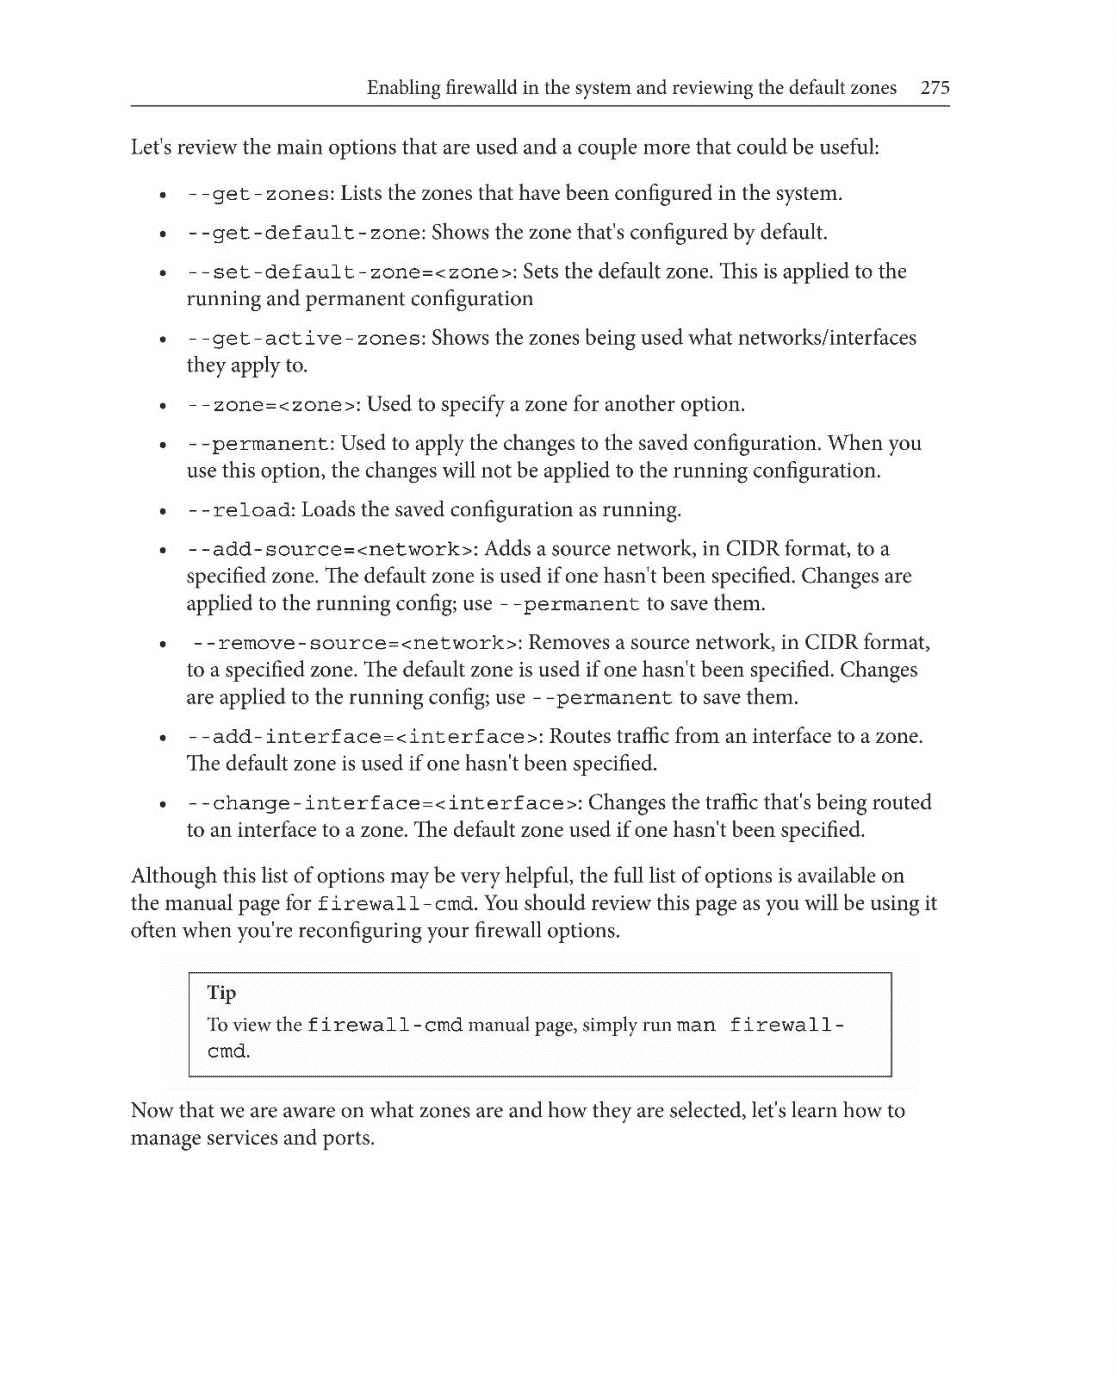 Enabling firewalld in the system and reviewing the default zones 275
Let's review the main options that are used and a couple more that could be useful:
• --get-zones: Lists the zones that have been configured in the system.
• --get-default-zone: Shows the zone that's configured by default.
• --set-default-zone=<zone>: Sets the default zone. This is applied to the
running and permanent configuration
• --get-active-zones: Shows the zones being used what networks/interfaces
they apply to.
• --zone=<zone>: Used to specify a zone for another option.
• --permanent: Used to apply the changes to the saved configuration. When you
use this option, the changes will not be applied to the running configuration.
• --reload: Loads the saved configuration as running.
• --add-source=<network>: Adds a source network, in CIDR format, to a
specified zone. The default zone is used if one hasn't been specified. Changes are
applied to the running config; use --permanent to save them.
• --remove-source=<network>: Removes a source network, in CIDR format,
to a specified zone. The default zone is used if one hasn't been specified. Changes
are applied to the running config; use --permanent to save them.
• --add-interface=<interface>: Routes traffic from an interface to a zone.
The default zone is used if one hasn't been specified.
• --change-interface=<interface>: Changes the traffic that's being routed
to an interface to a zone. The default zone used if one hasn't been specified.
Although this list of options may be very helpful, the full list of options is available on
the manual page for firewall-cmd. You should review this page as you will be using it
often when you're reconfiguring your firewall options.
Tip
To view the firewall-cmd manual page, simply run man firewall-
cmd.
Now that we are aware on what zones are and how they are selected, let's learn how to
manage services and ports.